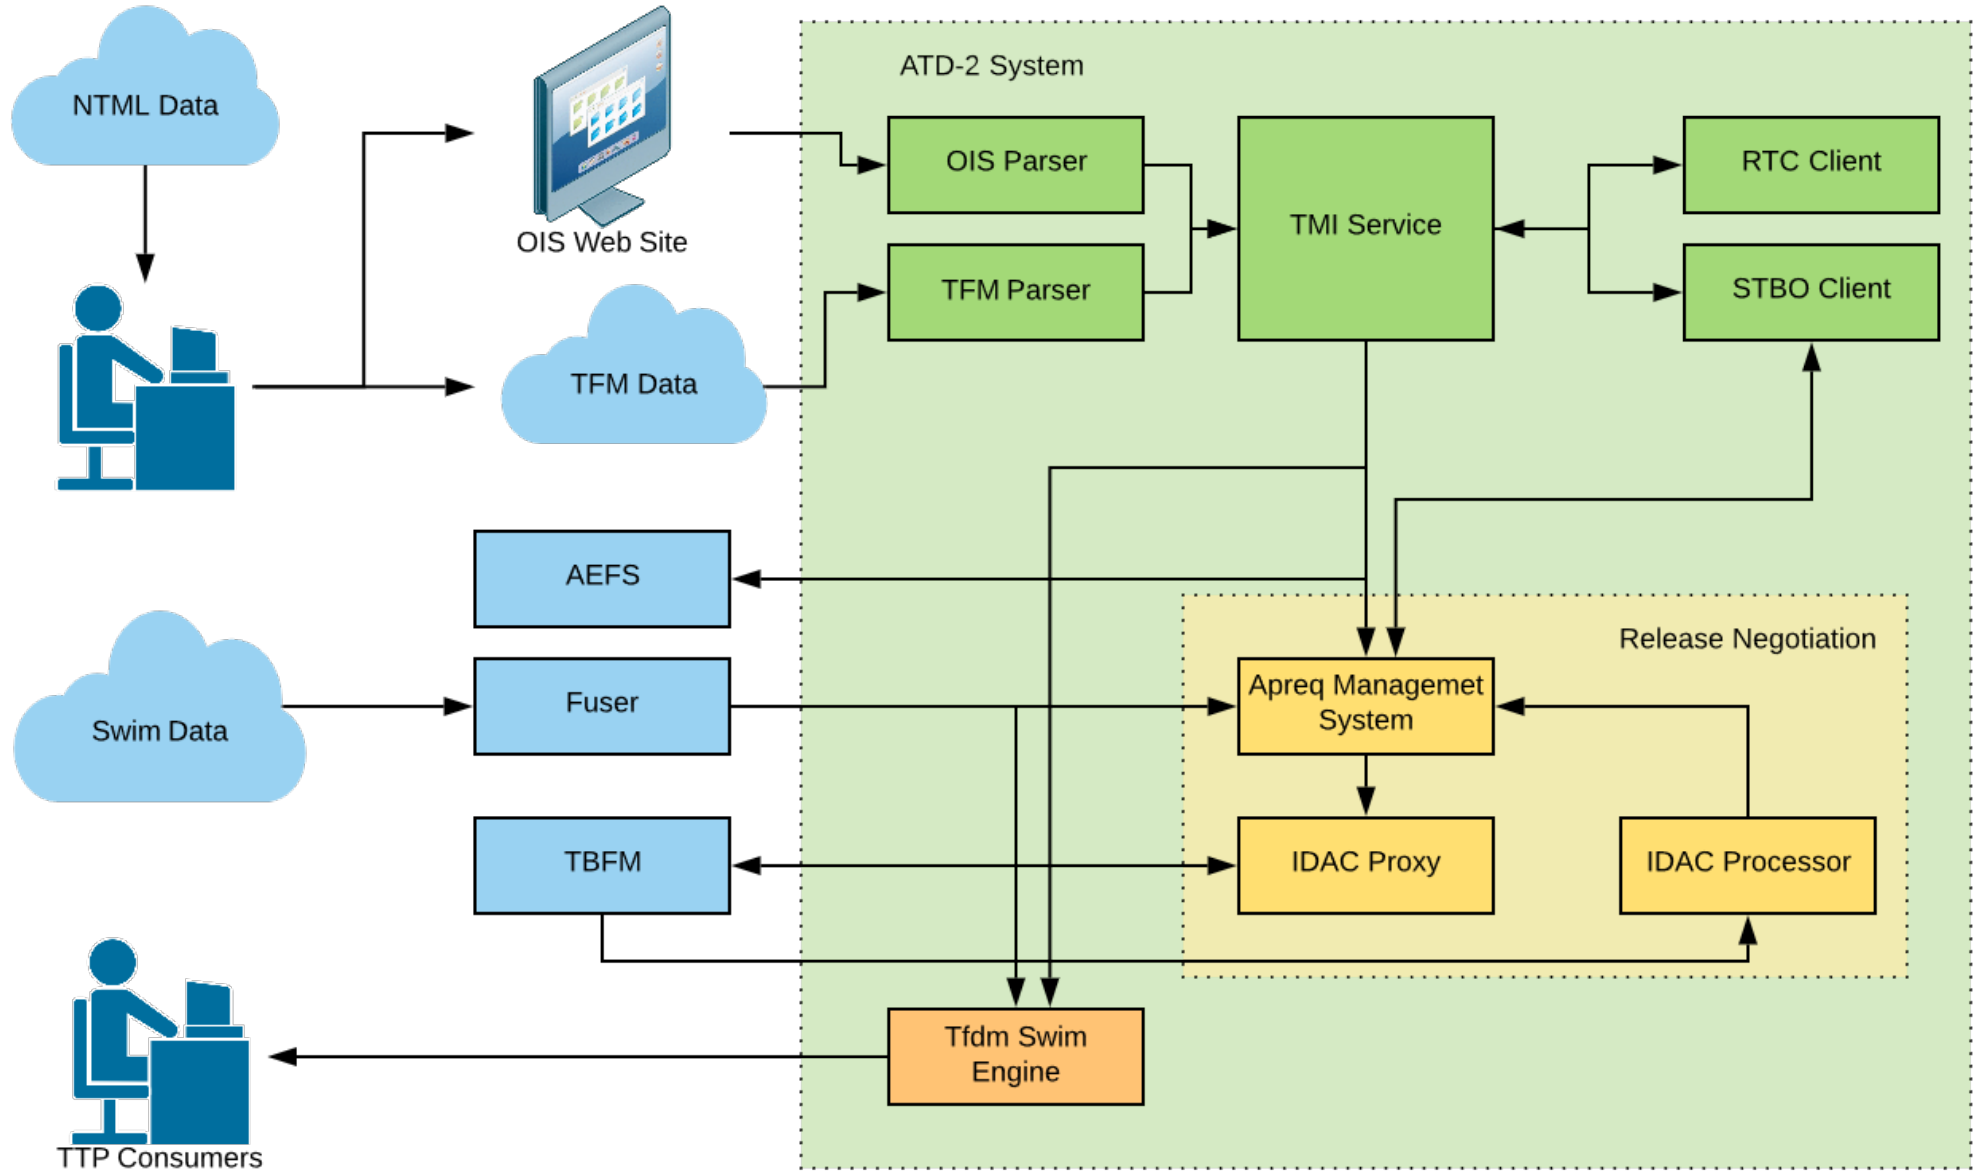 NTML Data
ATD-2 System
OIS Parser
TMI Service
RTC Client
OIS Web Site
TFM Parser
STBO Client
TFM Data
AEFS
Release Negotiation
Swim Data
Fuser
Apreq Managemet
System
TBFM
IDAC Proxy
IDAC Processor
Tfdm Swim
Engine
TTP Consumers